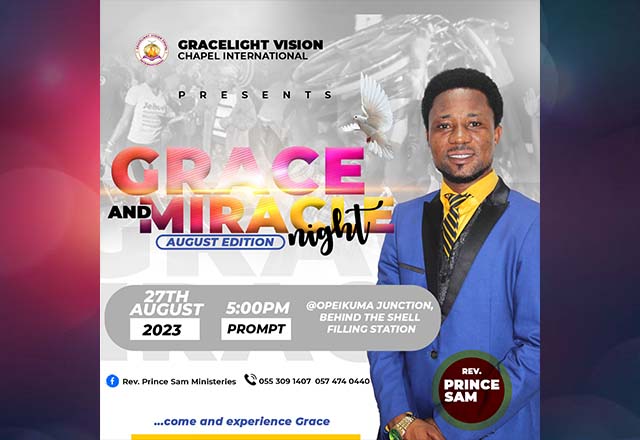 GRACELIGHT VISION
CHAPEL INTERNATIONAL
PRESENTS
GRACE
AND MIRACLE
night
AUGUST EDITION
27TH
AUGUST
2023
5:00PM
PROMPT
@OPEIKUMA JUNCTION,
BEHIND THE SHELL
FILLING STATION
Rev. Prince Sam Ministeries 055 309 1407 057 474 0440
REV.
PRINCE
SAM
...come and experience Grace